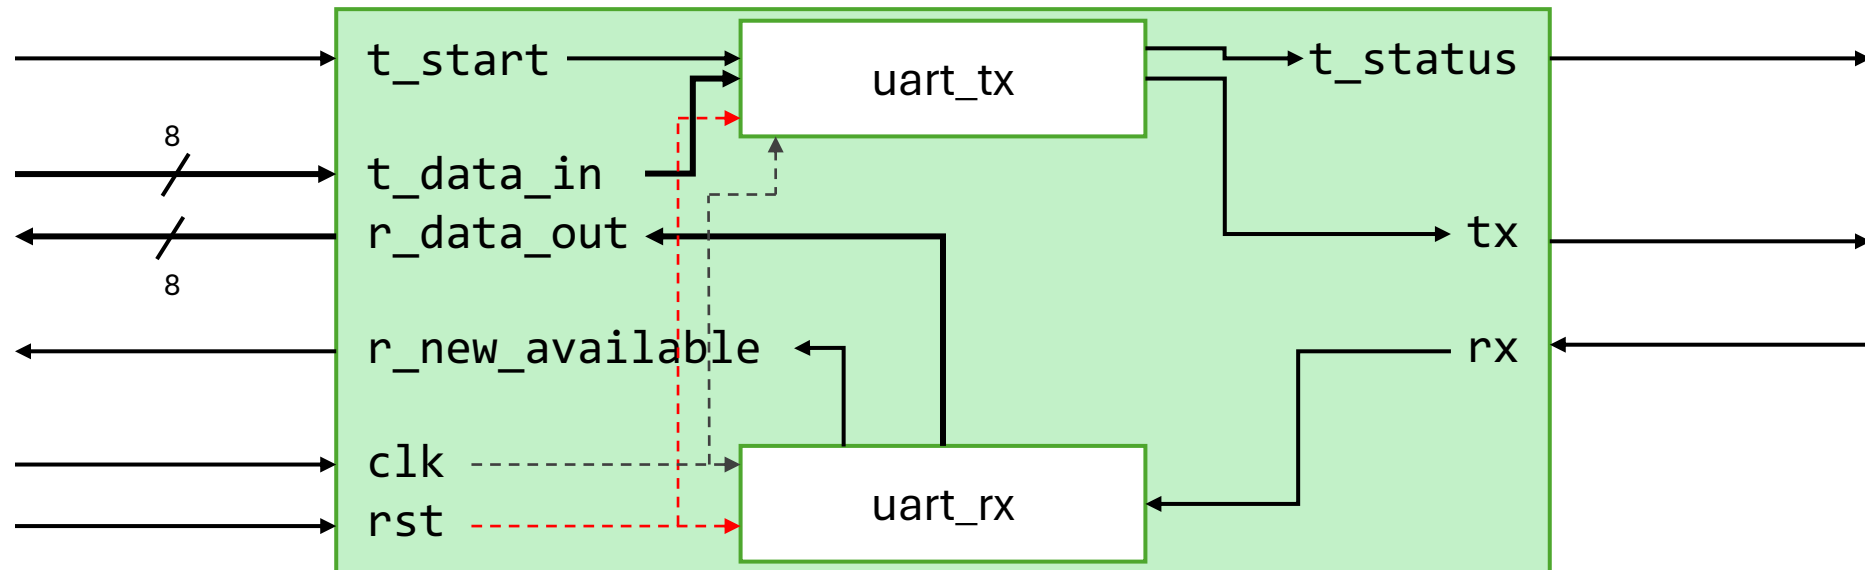 t_start
uart_tx
t_status
8
t_data_in
r_data_out
tx
8
r_new_available
rx
clk
uart_rx
rst